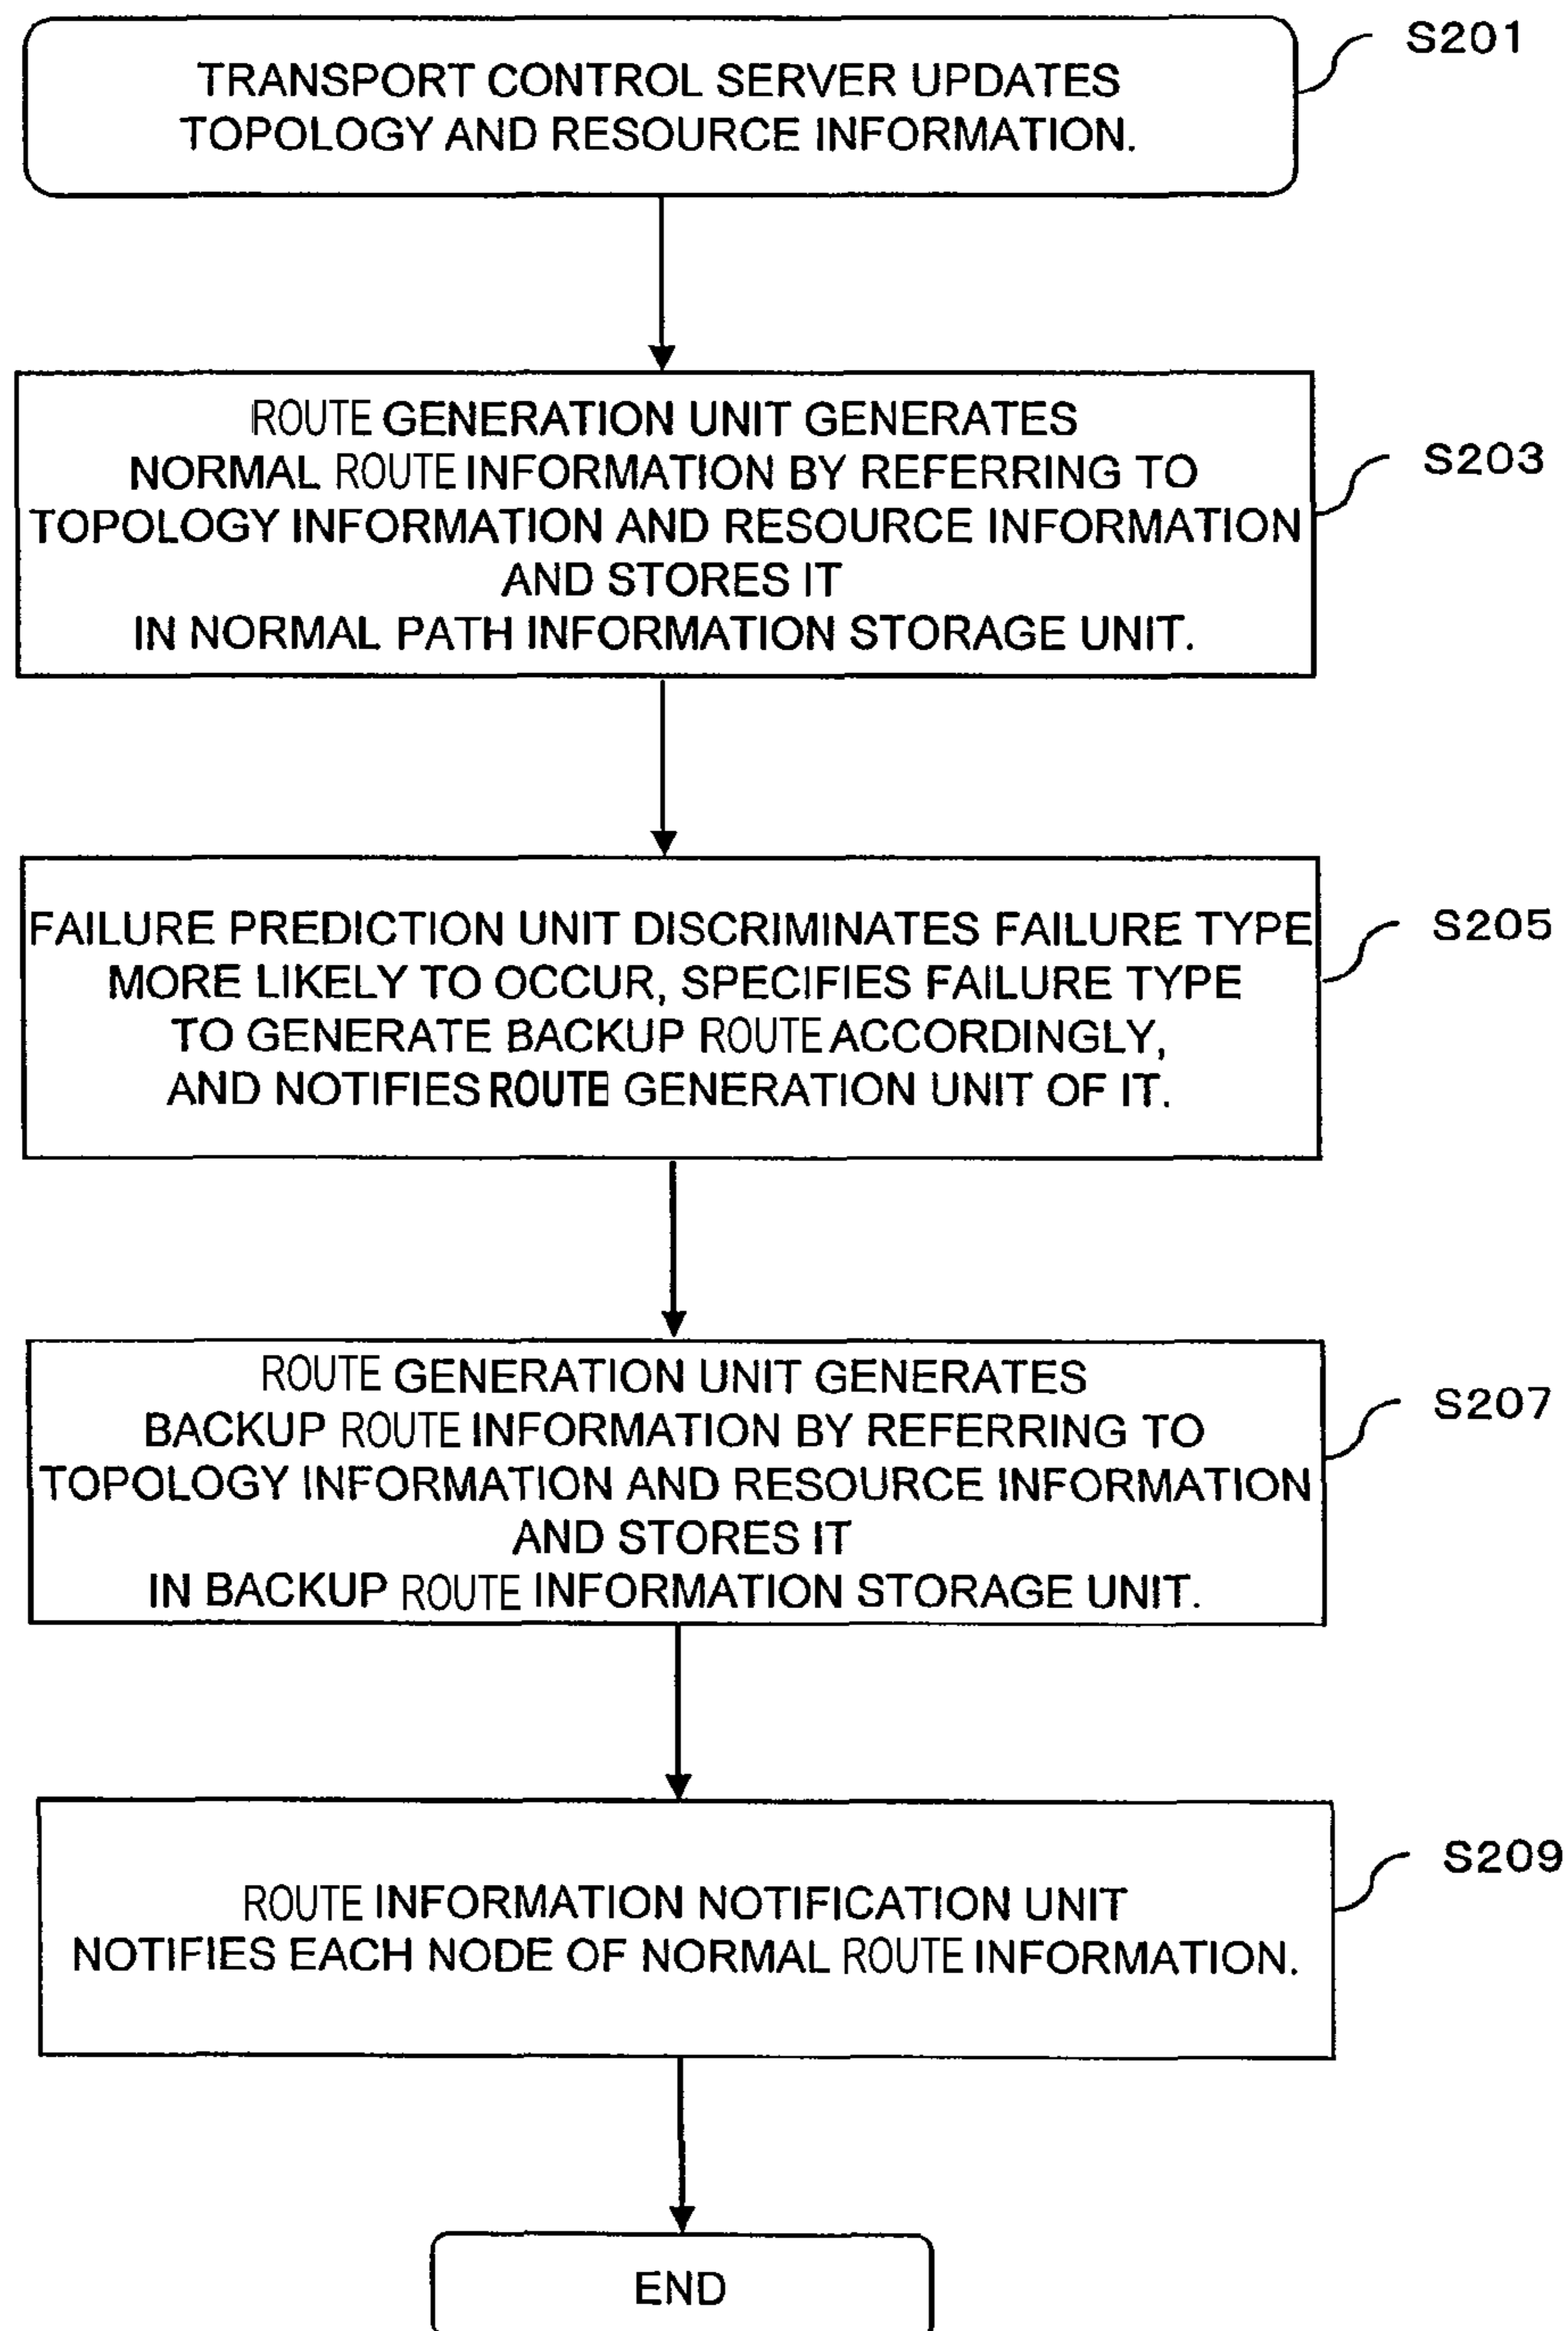 S201
TRANSPORT CONTROL SERVER UPDATES
TOPOLOGY AND RESOURCE INFORMATION.
ROUTE GENERATION UNIT GENERATES
NORMAL ROUTE INFORMATION BY REFERRING TO
TOPOLOGY INFORMATION AND RESOURCE INFORMATION
AND STORES IT
IN NORMAL PATH INFORMATION STORAGE UNIT.
S203
FAILURE PREDICTION UNIT DISCRIMINATES FAILURE TYPE
MORE LIKELY TO OCCUR, SPECIFIES FAILURE TYPE
TO GENERATE BACKUP ROUTE ACCORDINGLY,
AND NOTIFIES ROUTE GENERATION UNIT OF IT.
S205
ROUTE GENERATION UNIT GENERATES
BACKUP ROUTE INFORMATION BY REFERRING TO
TOPOLOGY INFORMATION AND RESOURCE INFORMATION
AND STORES IT
IN BACKUP ROUTE INFORMATION STORAGE UNIT.
S207
ROUTE INFORMATION NOTIFICATION UNIT
NOTIFIES EACH NODE OF NORMAL ROUTE INFORMATION.
S209
END